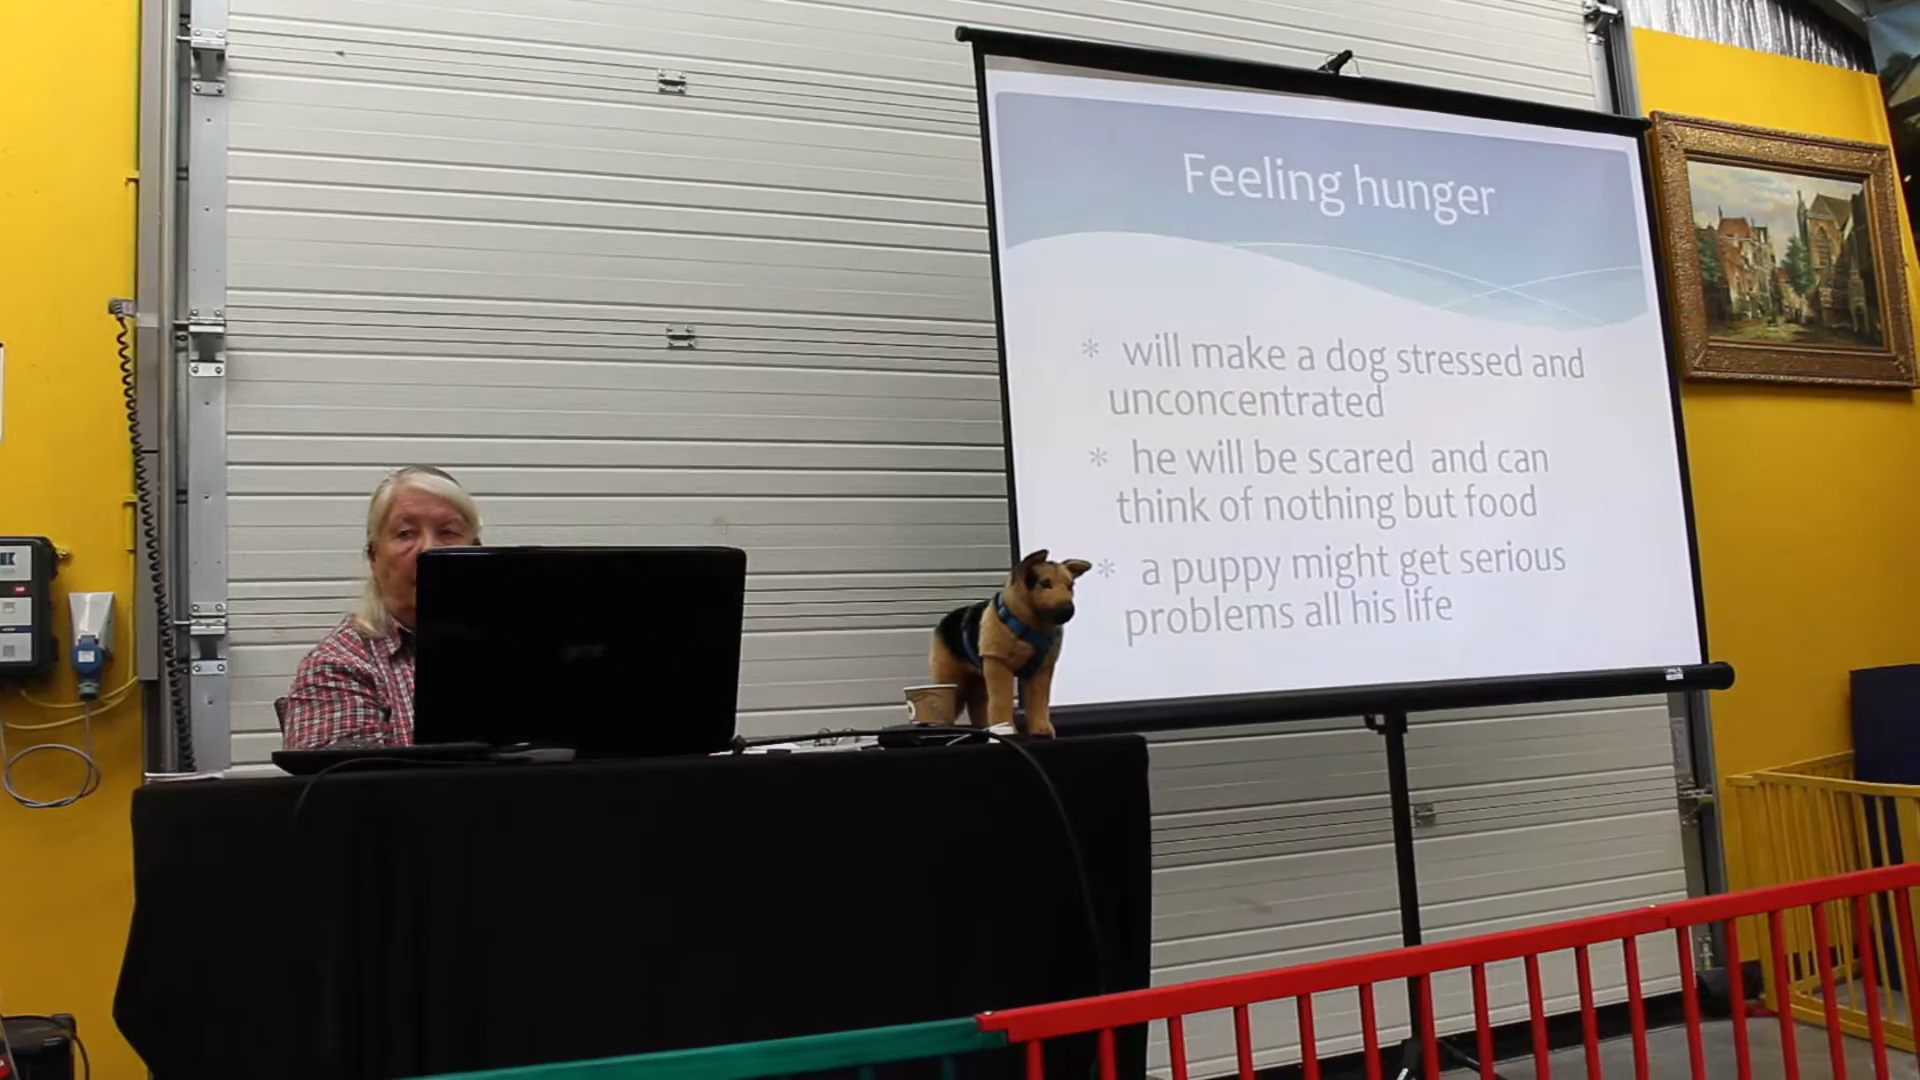 Feeling hunger
* will make a dog stressed and
unconcentrated
* he will be scared and can
think of nothing but food
* a puppy might get serious
problems all his life